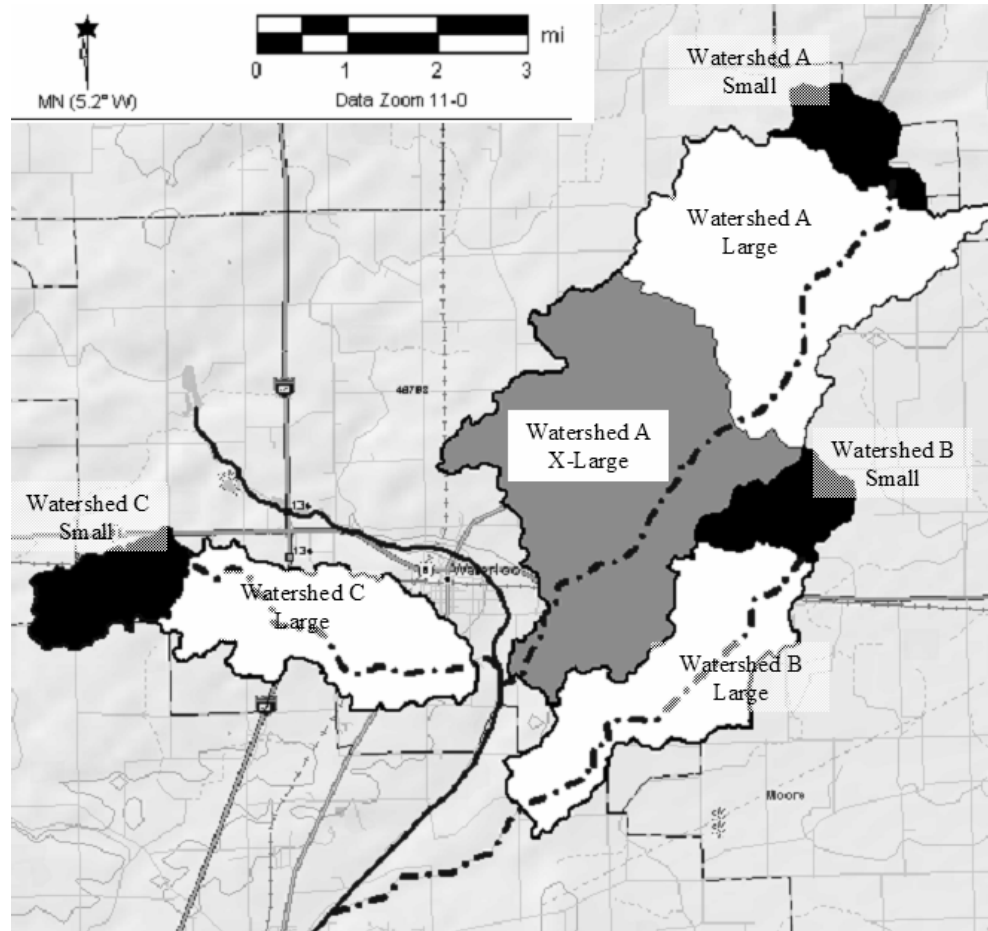 mi
0 1 2 3
MN (5.2° W)
Data Zoom 11-0
Watershed A
Small
Watershed A
Large
Watershed A
X-Large
Watershed B
Small
Watershed C
Small
Waterloo
Watershed C
Large
Watershed B
Large
Moore